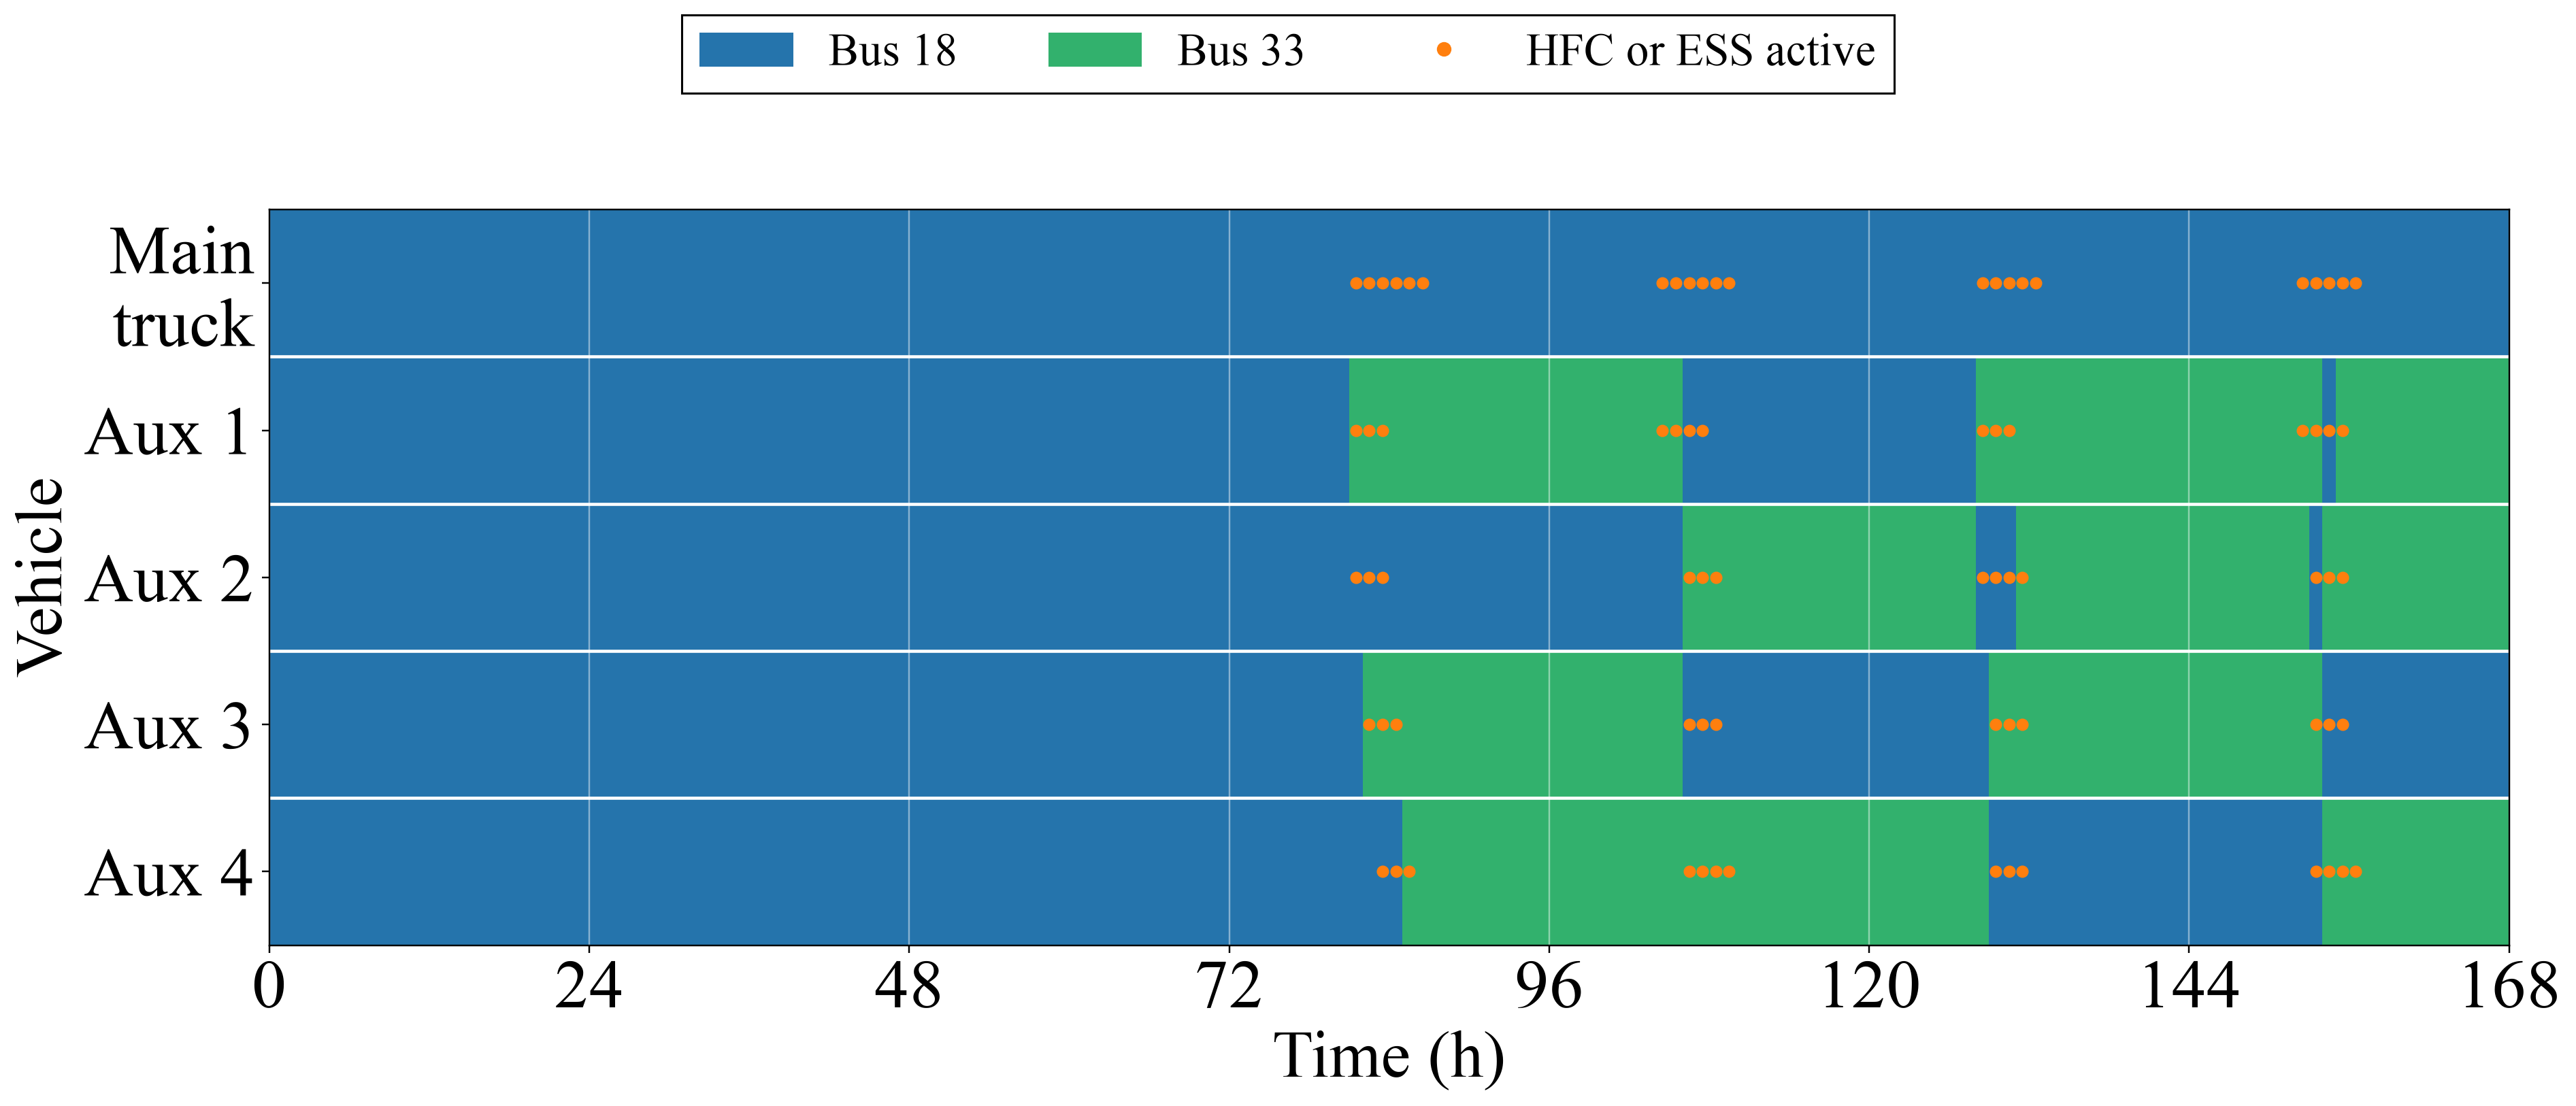 Bus 18 Bus 33 HFC or ESS active
Main
truck
Aux 1
Aux 2
Aux 3
Aux 4
Vehicle
0 24 48 72 96 120 144 168
Time (h)